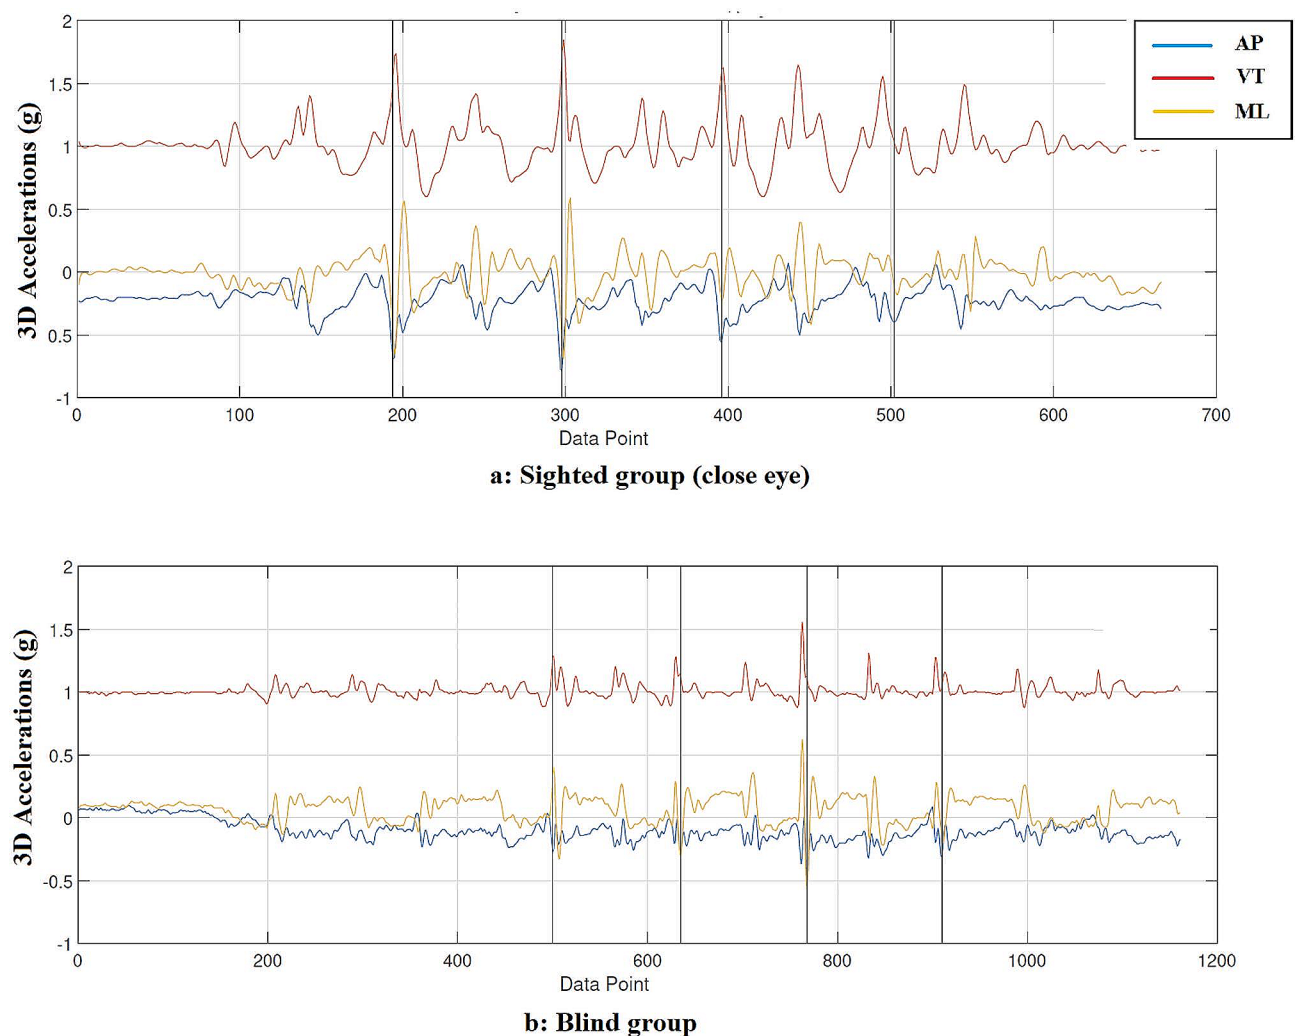 2
1.5
1
0.5
0
0.5
-1
3D Accelerations (g)
AP
VT
ML
0 100 200 300 400 500 600 700
Data Point
a: Sighted group (close eye)
2
1.5
1
0.5
0
-0.5
-1
3D Accelerations (g)
0 200 400 600 800 1000 1200
Data Point
b: Blind group